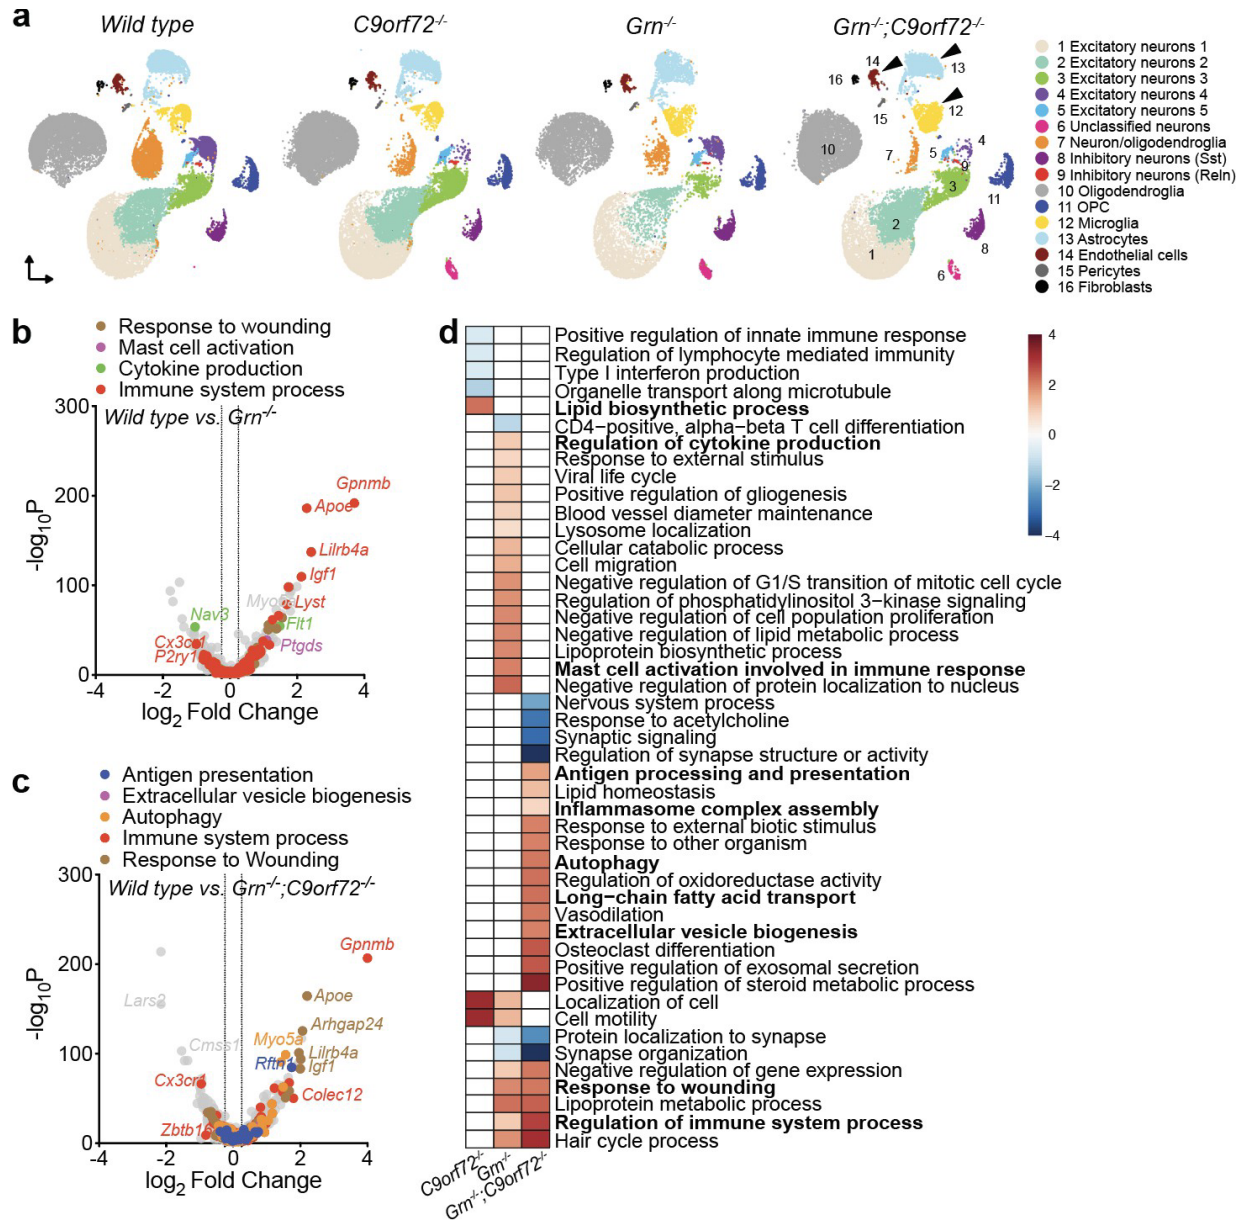 a
Wild type
C9orf72-/-
Grn-/-
Grn-/-;C9orf72-/-
14
13
16
12
15
10
7
5
4
9
3
11
2
8
1
6
1 Excitatory neurons 1
2 Excitatory neurons 2
3 Excitatory neurons 3
4 Excitatory neurons 4
5 Excitatory neurons 5
6 Unclassified neurons
7 Neuron/oligodendroglia
8 Inhibitory neurons (Sst)
9 Inhibitory neurons (Reln)
10 Oligodendroglia
11 OPC
12 Microglia
13 Astrocytes
14 Endothelial cells
15 Pericytes
16 Fibroblasts
b
Response to wounding
Mast cell activation
Cytokine production
Immune system process
Wild type vs. Grn-/-
300
200
100
0
-log10P
Gpnmb
Apoe
Lilrb4a
Igf1
Lyst
Nav3
Flt1
Cx3cr1
Ptgds
-4
-2
0
2
4
log2 Fold Change
c
Antigen presentation
Extracellular vesicle biogenesis
Autophagy
Immune system process
Response to Wounding
Wild type vs. Grn-/-;C9orf72-/-
300
200
100
0
-log10P
Gpnmb
Apoe
Lars2
Arhgap24
Myo5a
Cmss1
Lilrb4a
Rftn1
Igf1
Cx3cr1
Colec12
-4
-2
0
2
4
log2 Fold Change
d
Positive regulation of innate immune response
Regulation of lymphocyte mediated immunity
Type I interferon production
Organelle transport along microtubule
Lipid biosynthetic process
CD4−positive, alpha−beta T cell differentiation
Regulation of cytokine production
Response to external stimulus
Viral life cycle
Positive regulation of gliogenesis
Blood vessel diameter maintenance
Lysosome localization
Cellular catabolic process
Cell migration
Negative regulation of G1/S transition of mitotic cell cycle
Regulation of phosphatidylinositol 3−kinase signaling
Negative regulation of cell population proliferation
Negative regulation of lipid metabolic process
Lipoprotein biosynthetic process
Mast cell activation involved in immune response
Negative regulation of protein localization to nucleus
Nervous system process
Response to acetylcholine
Synaptic signaling
Regulation of synapse structure or activity
Antigen processing and presentation
Lipid homeostasis
Inflammasome complex assembly
Response to external biotic stimulus
Response to other organism
Autophagy
Regulation of oxidoreductase activity
Long−chain fatty acid transport
Vasodilation
Extracellular vesicle biogenesis
Osteoclast differentiation
Positive regulation of exosomal secretion
Positive regulation of steroid metabolic process
Localization of cell
Cell motility
Protein localization to synapse
Synapse organization
Negative regulation of gene expression
Response to wounding
Lipoprotein metabolic process
Regulation of immune system process
Hair cycle process
C9orf72-/-
Grn-/-
Grn-/-;C9orf72-/-
4
2
0
−2
−4